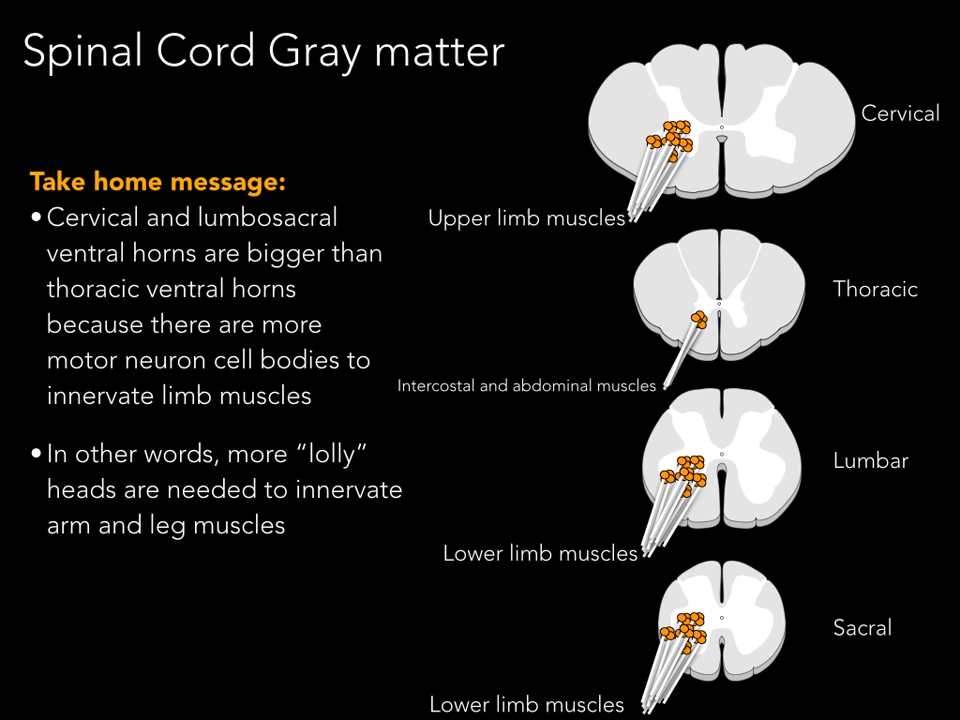 Spinal Cord Gray matter
Cervical
Take home message:
• Cervical and lumbosacral
ventral horns are bigger than
thoracic ventral horns
because there are more
motor neuron cell bodies to
innervate limb muscles
• In other words, more “lolly”
heads are needed to innervate
arm and leg muscles
Upper limb muscles
Thoracic
Intercostal and abdominal muscles
Lumbar
Lower limb muscles
Sacral
Lower limb muscles